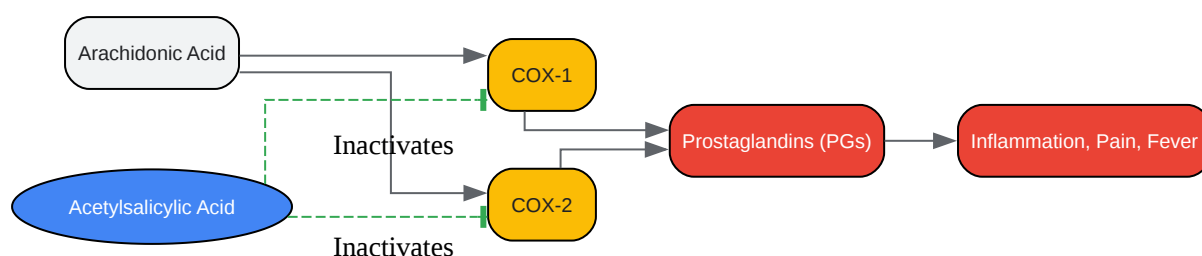 Arachidonic Acid
COX-1
Inactivates
Prostaglandins (PGs)
Inflammation, Pain, Fever
Acetylsalicylic Acid
COX-2
Inactivates